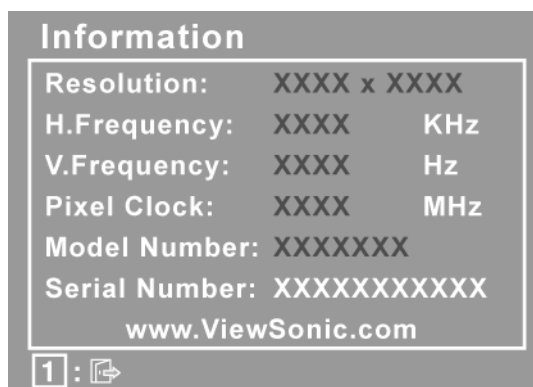 Information
Resolution: XXXX x XXXX
H.Frequency: XXXX KHz
V.Frequency: XXXX Hz
Pixel Clock: XXXX MHz
Model Number: XXXXXXX
Serial Number: XXXXXXXXXXX
www.ViewSonic.com
1 :